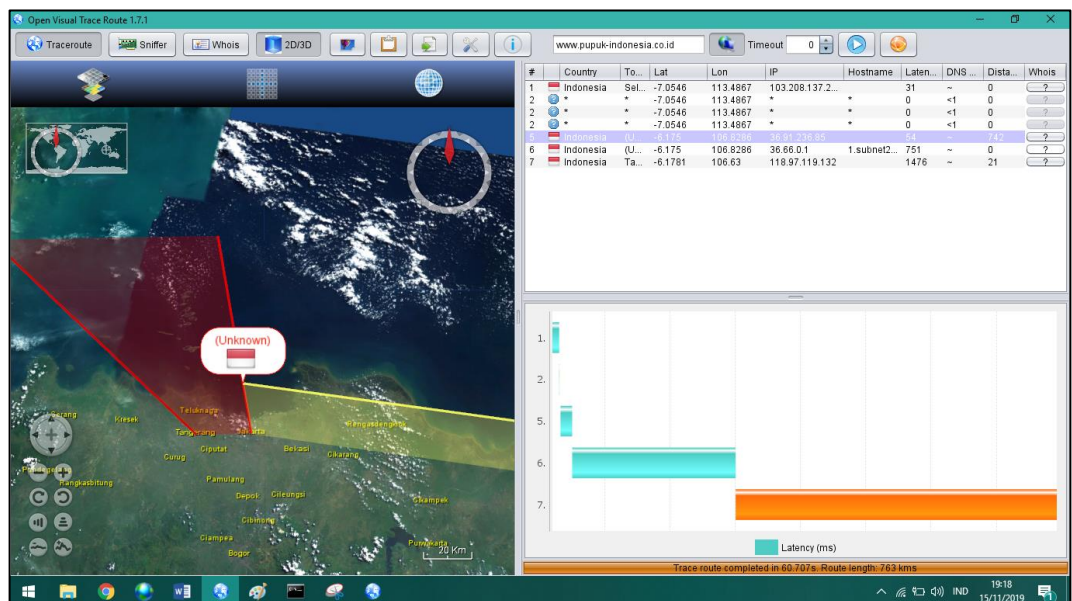 Open Visual Trace Route 1.7.1
Traceroute Sniffer Whois 2D/3D www.pupuk-indonesia.co.id Timeout 0
# Country To... Lat Lon IP Hostname Laten... DNS ... Dista... Whois
1 Indonesia Sel... -7.0546 113.4867 103.208.137.2... 31 ~ 0 ?
2 * * -7.0546 113.4867 * * 0 <1 0 ?
2 * * -7.0546 113.4867 * * 0 <1 0 ?
2 * * -7.0546 113.4867 * * 0 <1 0 ?
5 Indonesia (U... -6.175 106.8286 36.91.236.85 54 ~ 742 ?
6 Indonesia (U... -6.175 106.8286 36.66.0.1 1.subnet2... 751 ~ 0 ?
7 Indonesia Ta... -6.1781 106.63 118.97.119.132 1476 ~ 21 ?
(Unknown)
Serang
Kresek
Teluknaga
Tangerang
Jakarta
Rengasdengklok
Ciputat
Bekasi
Cikarang
Curug
Rangkasbitung
Pamulang
Depok
Cileungsi
Cikampek
Cibinong
Ciampea
Bogor
Purwakarta
20 Km
1.
2.
5.
6.
7.
Latency (ms)
Trace route completed in 60.707s. Route length: 763 kms
IND
19:18
15/11/2019